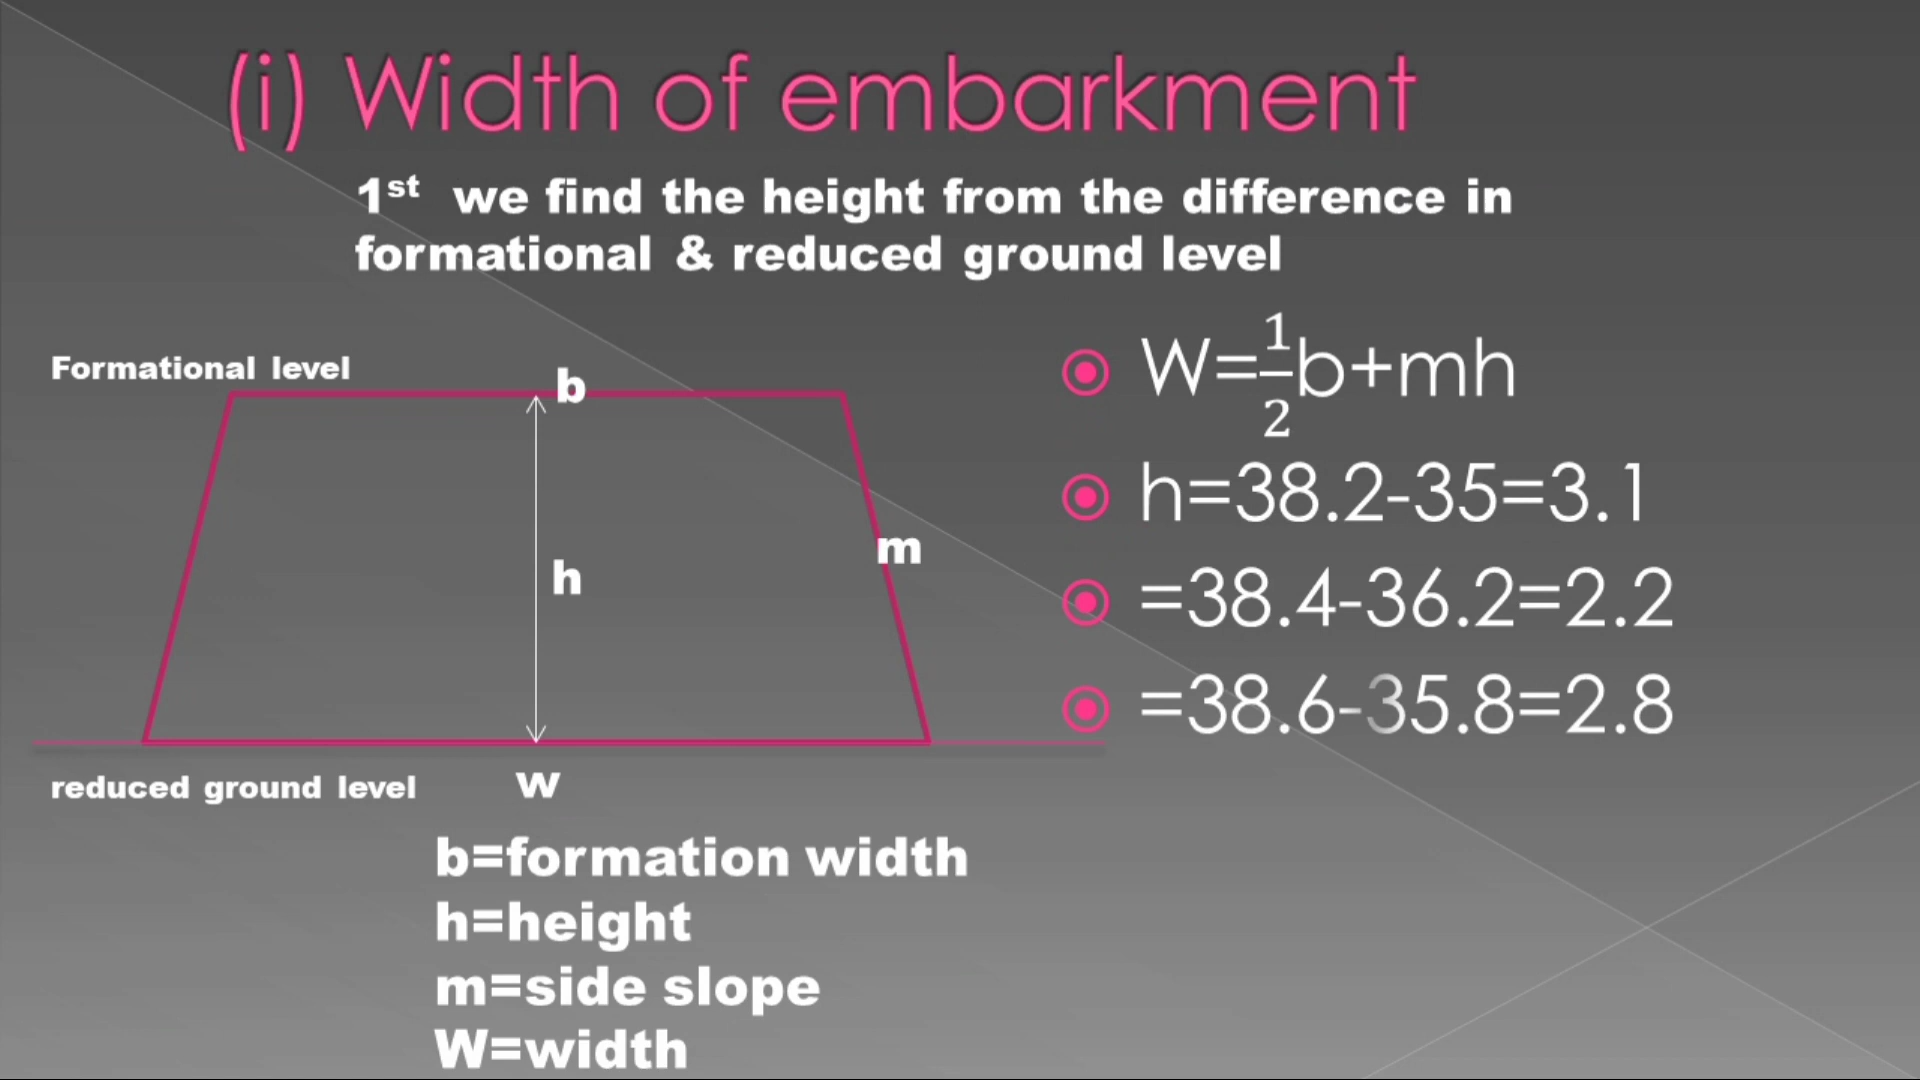 (i) Width of embarkment
1st we find the height from the difference in
formational & reduced ground level
Formational level
b
h
m
reduced ground level
w
b=formation width
h=height
m=side slope
W=width
W=1/2b+mh
h=38.2-35=3.1
=38.4-36.2=2.2
=38.6-35.8=2.8